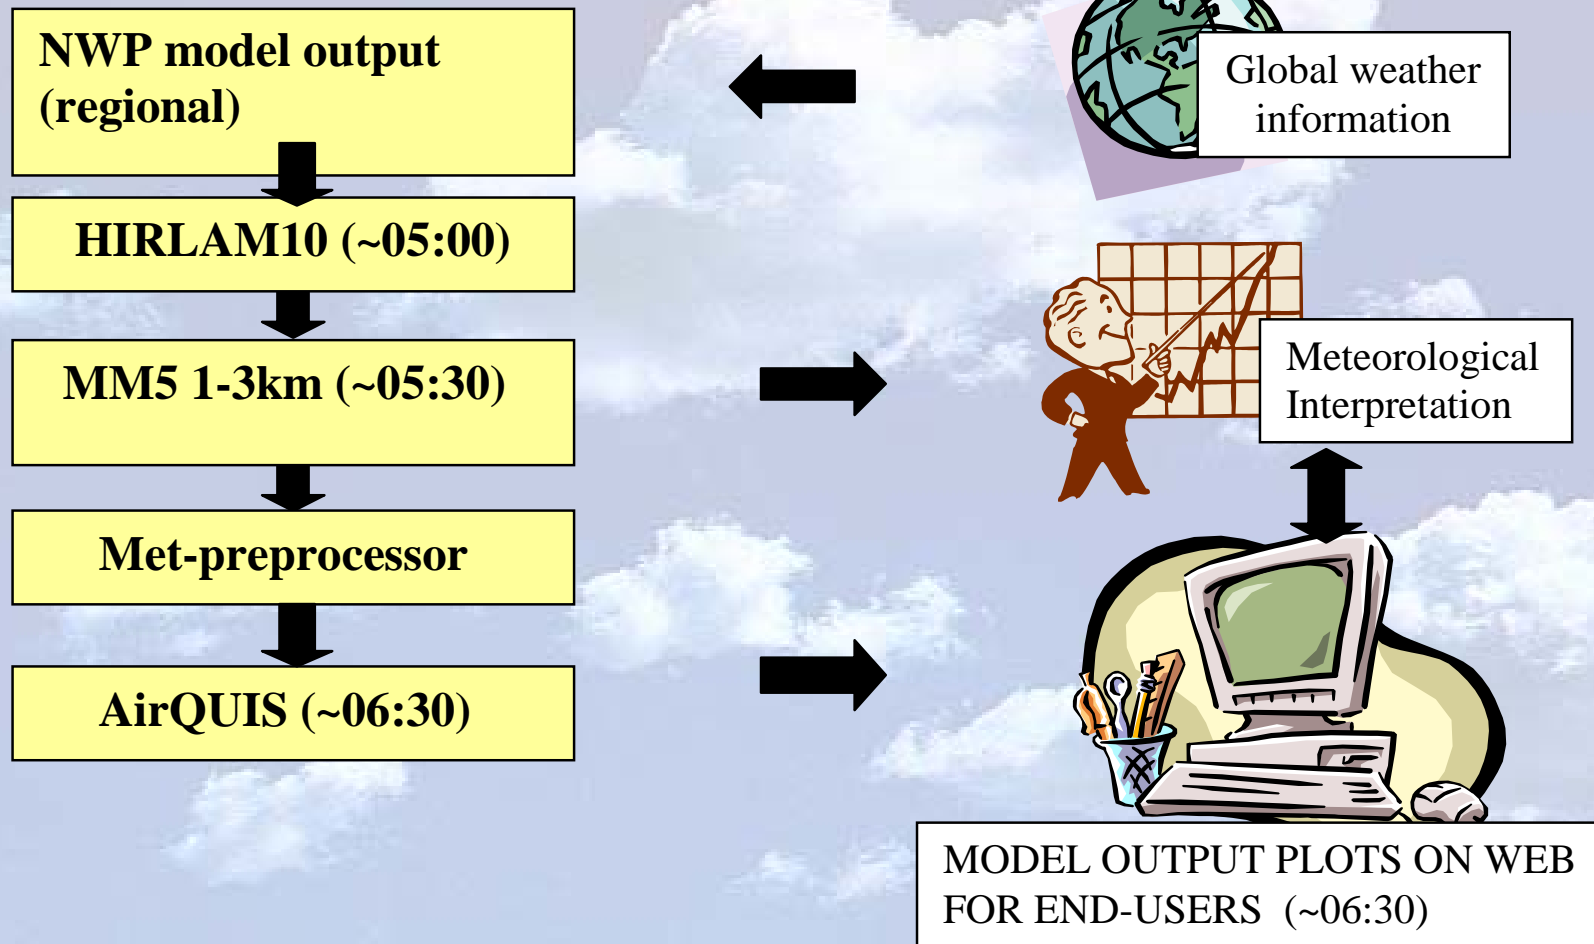 NWP model output
(regional)
Global weather
information
HIRLAM10 (~05:00)
MM5 1-3km (~05:30)
Meteorological
Interpretation
Met-preprocessor
AirQUIS (~06:30)
MODEL OUTPUT PLOTS ON WEB
FOR END-USERS (~06:30)